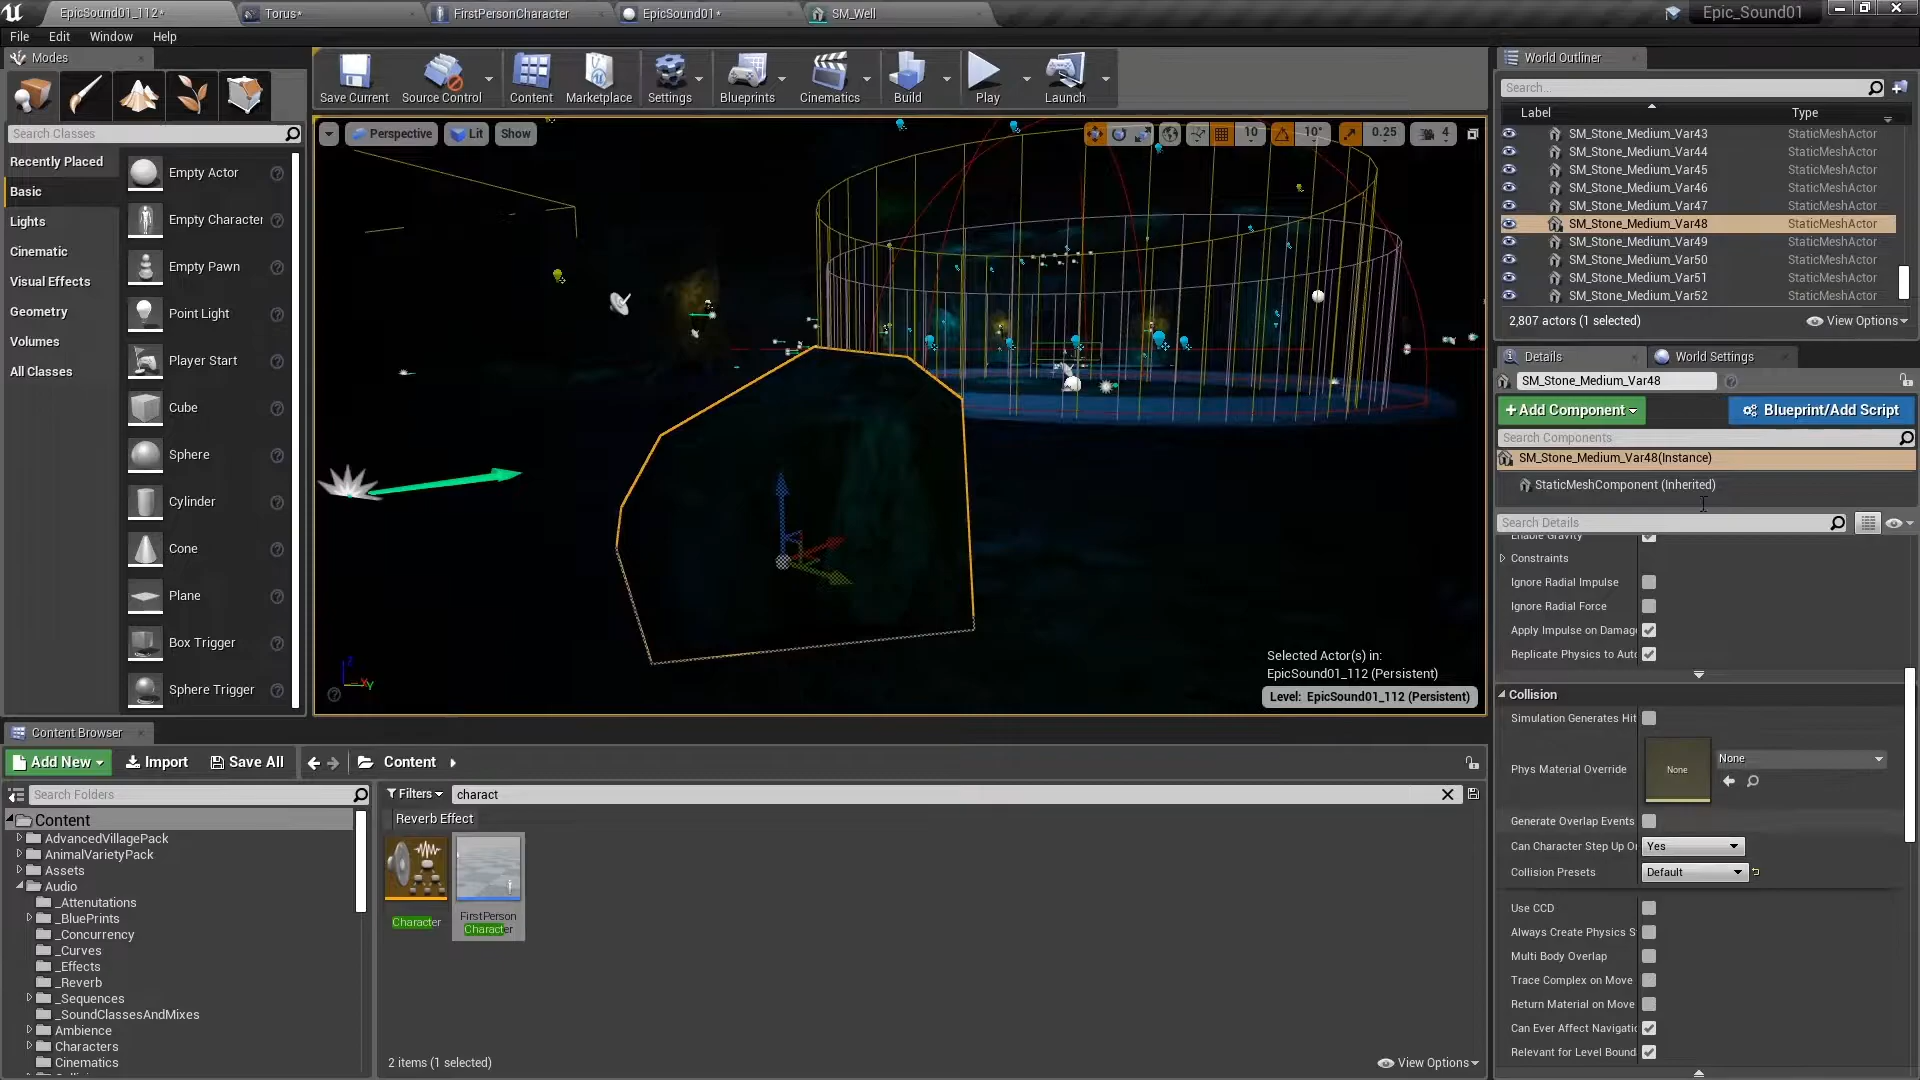 EpicSound01_112*
Torus*
FirstPersonCharacter
EpicSound01*
SM_Well
Epic_Sound01
File Edit Window Help
Modes
Search Classes
Recently Placed
Basic
Lights
Cinematic
Visual Effects
Geometry
Volumes
All Classes
Empty Actor
Empty Character
Empty Pawn
Point Light
Player Start
Cube
Sphere
Cylinder
Cone
Plane
Box Trigger
Sphere Trigger
Save Current
Source Control
Content
Marketplace
Settings
Blueprints
Cinematics
Build
Play
Launch
Perspective
Lit
Show
10
10°
0.25
4
Selected Actor(s) in:
EpicSound01_112 (Persistent)
Level: EpicSound01_112 (Persistent)
World Outliner
Search...
Label Type
SM_Stone_Medium_Var43 StaticMeshActor
SM_Stone_Medium_Var44 StaticMeshActor
SM_Stone_Medium_Var45 StaticMeshActor
SM_Stone_Medium_Var46 StaticMeshActor
SM_Stone_Medium_Var47 StaticMeshActor
SM_Stone_Medium_Var48 StaticMeshActor
SM_Stone_Medium_Var49 StaticMeshActor
SM_Stone_Medium_Var50 StaticMeshActor
SM_Stone_Medium_Var51 StaticMeshActor
SM_Stone_Medium_Var52 StaticMeshActor
2,807 actors (1 selected)
View Options
Details
World Settings
SM_Stone_Medium_Var48
+Add Component
Blueprint/Add Script
Search Components
SM_Stone_Medium_Var48(Instance)
StaticMeshComponent (Inherited)
Search Details
Enable Gravity
Constraints
Ignore Radial Impulse
Ignore Radial Force
Apply Impulse on Damag
Replicate Physics to Auto
Collision
Simulation Generates Hit
Phys Material Override
None
None
Generate Overlap Events
Can Character Step Up O
Yes
Collision Presets
Default
Use CCD
Always Create Physics S
Multi Body Overlap
Trace Complex on Move
Return Material on Move
Can Ever Affect Navigati
Relevant for Level Bound
Content Browser
Add New
Import
Save All
Content
Search Folders
Content
AdvancedVillagePack
AnimalVarietyPack
Assets
Audio
_Attenutations
_BluePrints
_Concurrency
_Curves
_Effects
_Reverb
_Sequences
_SoundClassesAndMixes
Ambience
Characters
Cinematics
Filters
charact
Reverb Effect
Character
FirstPerson
Character
2 items (1 selected)
View Options